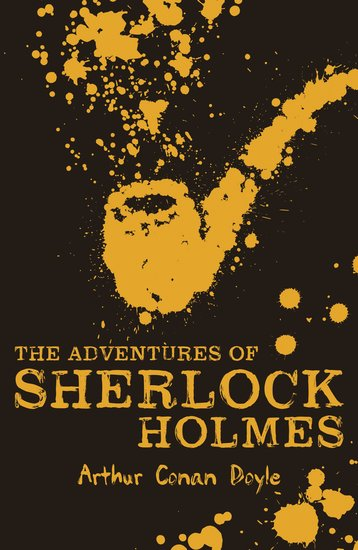 THE ADVENTURES OF
SHERLOCK
HOLMES
Arthur Conan Doyle